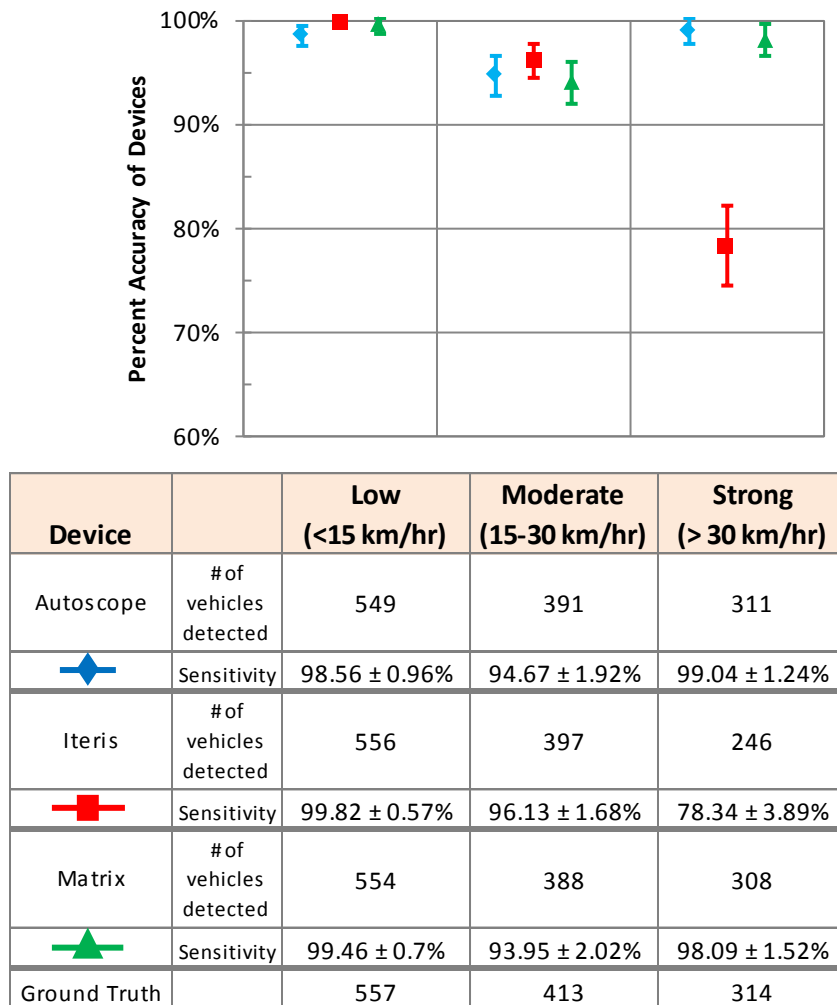 100%
90%
80%
70%
60%
Percent Accuracy of Devices
Device
Low
(<15 km/hr)
Moderate
(15-30 km/hr)
Strong
(> 30 km/hr)
Autoscope
# of
vehicles
detected
549
391
311
Sensitivity
98.56 ± 0.96%
94.67 ± 1.92%
99.04 ± 1.24%
Iteris
# of
vehicles
detected
556
397
246
Sensitivity
99.82 ± 0.57%
96.13 ± 1.68%
78.34 ± 3.89%
Matrix
# of
vehicles
detected
554
388
308
Sensitivity
99.46 ± 0.7%
93.95 ± 2.02%
98.09 ± 1.52%
Ground Truth
557
413
314